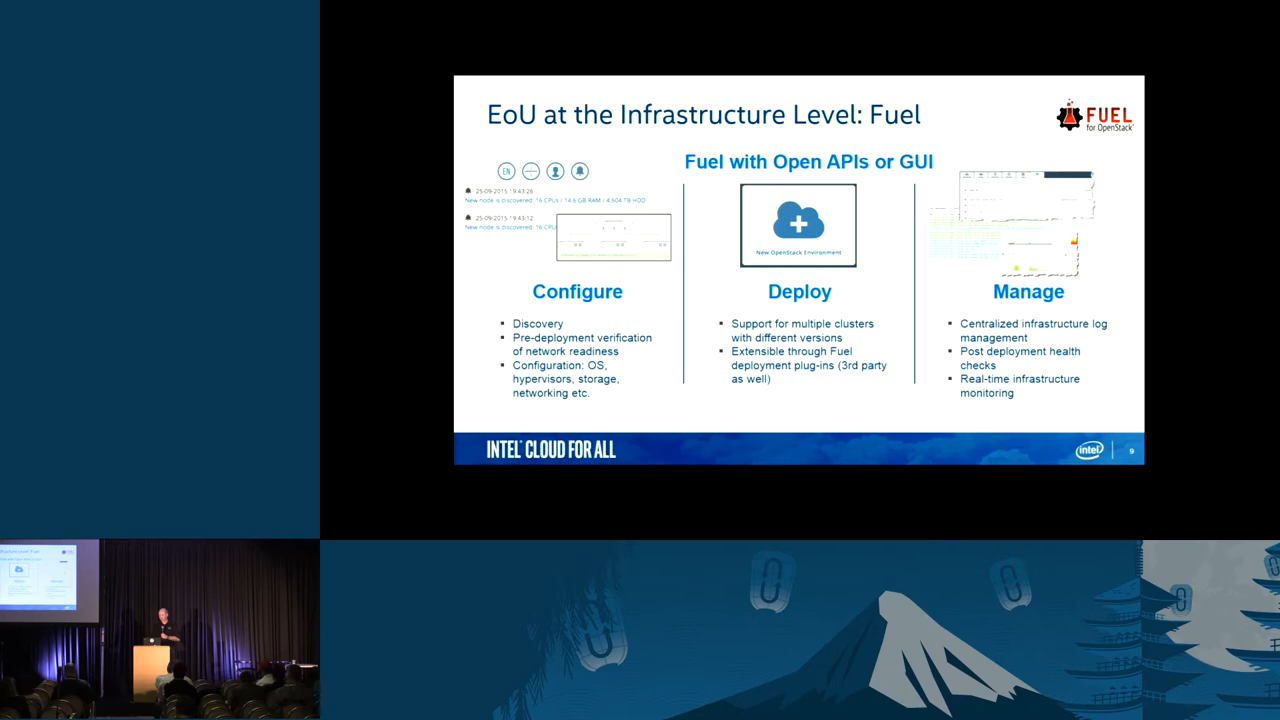 EoU at the Infrastructure Level: Fuel
FUEL
for OpenStack
Fuel with Open APIs or GUI
EN
25-09-2015 19:43:26
New node is discovered: 16 CPUs / 14.6 GB RAM / 4.604 TB HDD
25-09-2015 19:43:12
New node is discovered: 16 CPU
New OpenStack Environment
Configure
▪ Discovery
▪ Pre-deployment verification
of network readiness
▪ Configuration: OS,
hypervisors, storage,
networking etc.
Deploy
▪ Support for multiple clusters
with different versions
▪ Extensible through Fuel
deployment plug-ins (3rd party
as well)
Manage
▪ Centralized infrastructure log
management
▪ Post deployment health
checks
▪ Real-time infrastructure
monitoring
INTEL® CLOUD FOR ALL
intel
9